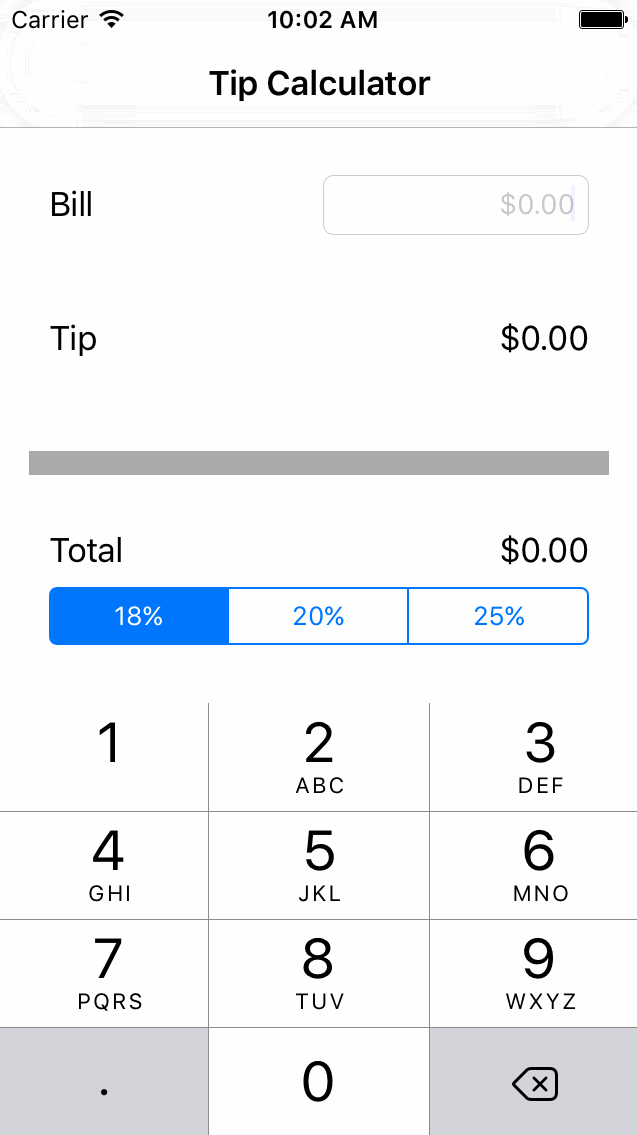 Carrier 10:02 AM
Tip Calculator
Bill $0.00
Tip $0.00
Total $0.00
18% 20% 25%
1 2 3
ABC DEF
4 5 6
GHI JKL MNO
7 8 9
PQRS TUV WXYZ
. 0